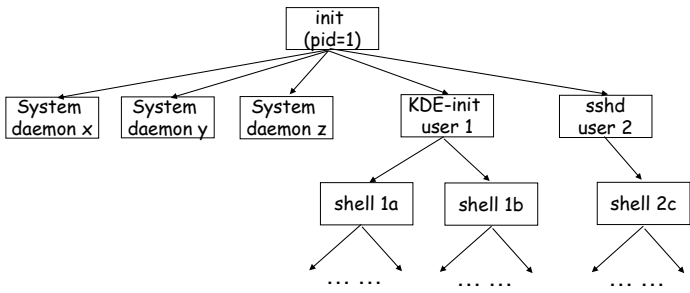 init
(pid=1)
System
daemon x
System
daemon y
System
daemon z
KDE-init
user 1
sshd
user 2
shell 1a
shell 1b
shell 2c
... ...
... ...
... ...